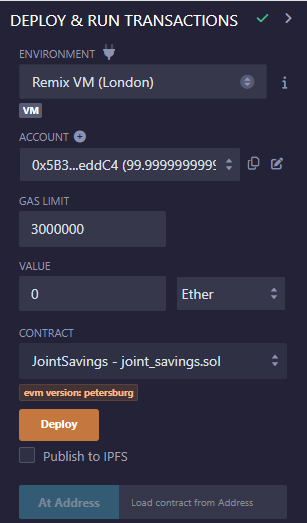 DEPLOY & RUN TRANSACTIONS
ENVIRONMENT
Remix VM (London)
VM
ACCOUNT
0x5B3...eddC4 (99.9999999999
GAS LIMIT
3000000
VALUE
0 Ether
CONTRACT
JointSavings - joint_savings.sol
evm version: petersburg
Deploy
Publish to IPFS
At Address Load contract from Address